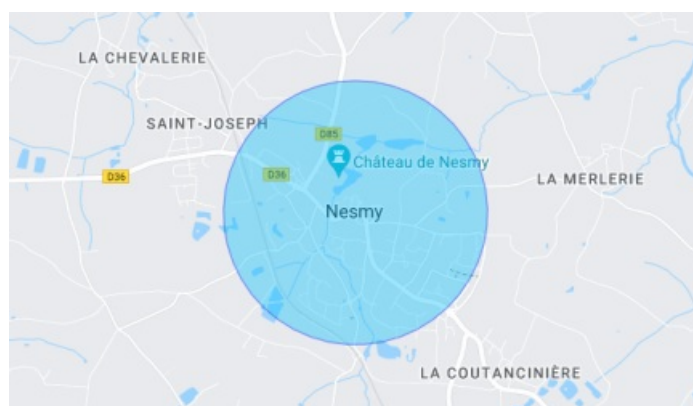 LA CHEVALERIE
SAINT-JOSEPH
D85
Château de Nesmy
D36
D36
LA MERLERIE
Nesmy
LA COUTANCINIÈRE